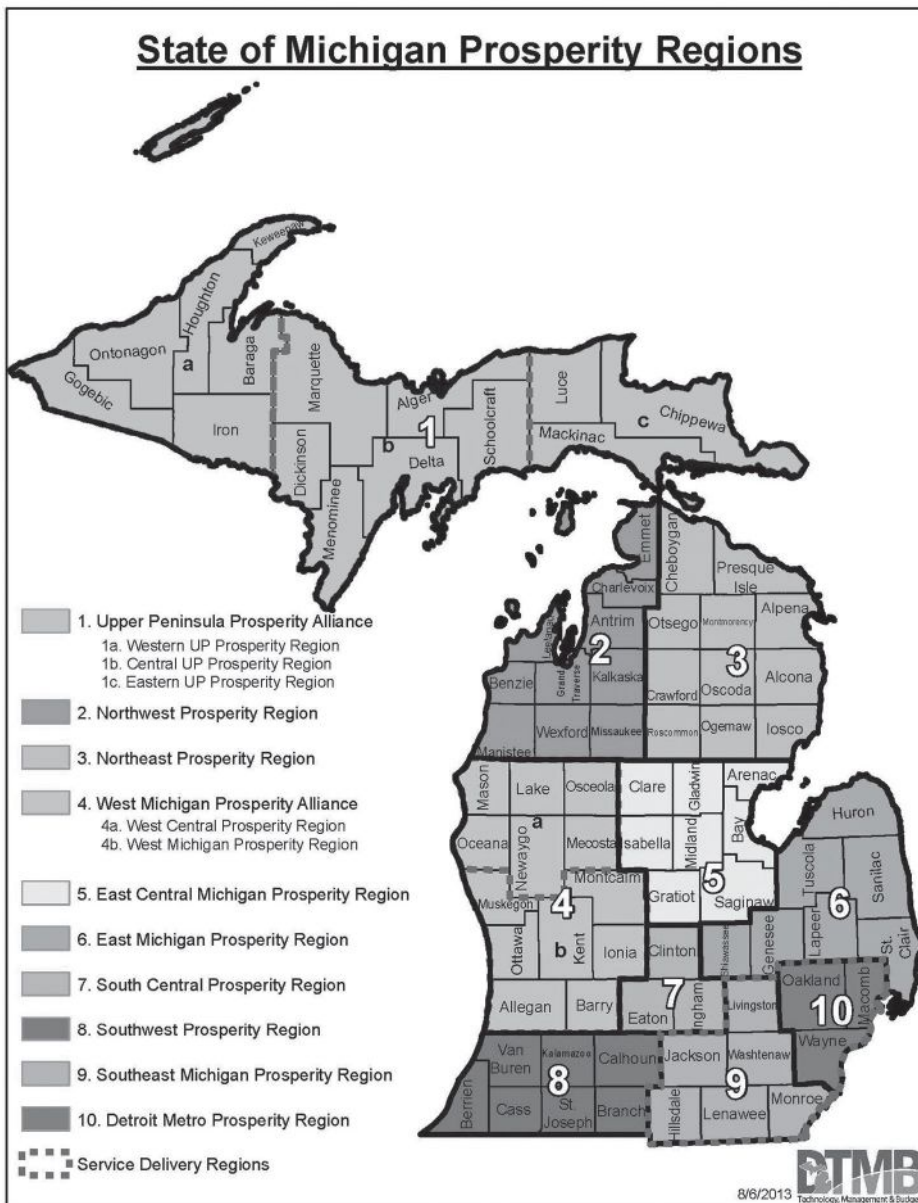 State of Michigan Prosperity Regions
Keweenaw
Houghton
Ontonagon
a
Baraga
Gogebic
Iron
Marquette
Alger
1
Luce
c
Chippewa
Schoolcraft
Mackinac
b
Delta
Dickinson
Menominee
Emmet
Cheboygan
Presque
Isle
Charlevoix
Antrim
Otsego
Montmorency
Alpena
Leelanau
2
3
Grand
Traverse
Benzie
Kalkaska
Crawford
Oscoda
Alcona
Manistee
Wexford
Missaukee
Roscommon
Ogemaw
Iosco
1. Upper Peninsula Prosperity Alliance
1a. Western UP Prosperity Region
1b. Central UP Prosperity Region
1c. Eastern UP Prosperity Region
2. Northwest Prosperity Region
3. Northeast Prosperity Region
4. West Michigan Prosperity Alliance
4a. West Central Prosperity Region
4b. West Michigan Prosperity Region
5. East Central Michigan Prosperity Region
6. East Michigan Prosperity Region
7. South Central Prosperity Region
8. Southwest Prosperity Region
9. Southeast Michigan Prosperity Region
10. Detroit Metro Prosperity Region
Service Delivery Regions
Mason
Lake
Osceola
Clare
Gladwin
Arenac
a
Oceana
Newaygo
Mecosta
Isabella
Midland
Bay
Huron
Montcalm
Gratiot
5
Saginaw
Tuscola
Sanilac
6
Muskegon
4
Ottawa
b
Kent
Ionia
Clinton
Shiawassee
Genesee
Lapeer
St.
Clair
Allegan
Barry
7
Eaton
Ingham
Livingston
Oakland
Macomb
10
Wayne
Van
Buren
Kalamazoo
Calhoun
Jackson
Washtenaw
8
9
Berrien
Cass
St.
Joseph
Branch
Hillsdale
Lenawee
Monroe
8/6/2013
DTMB
Technology, Management & Budget